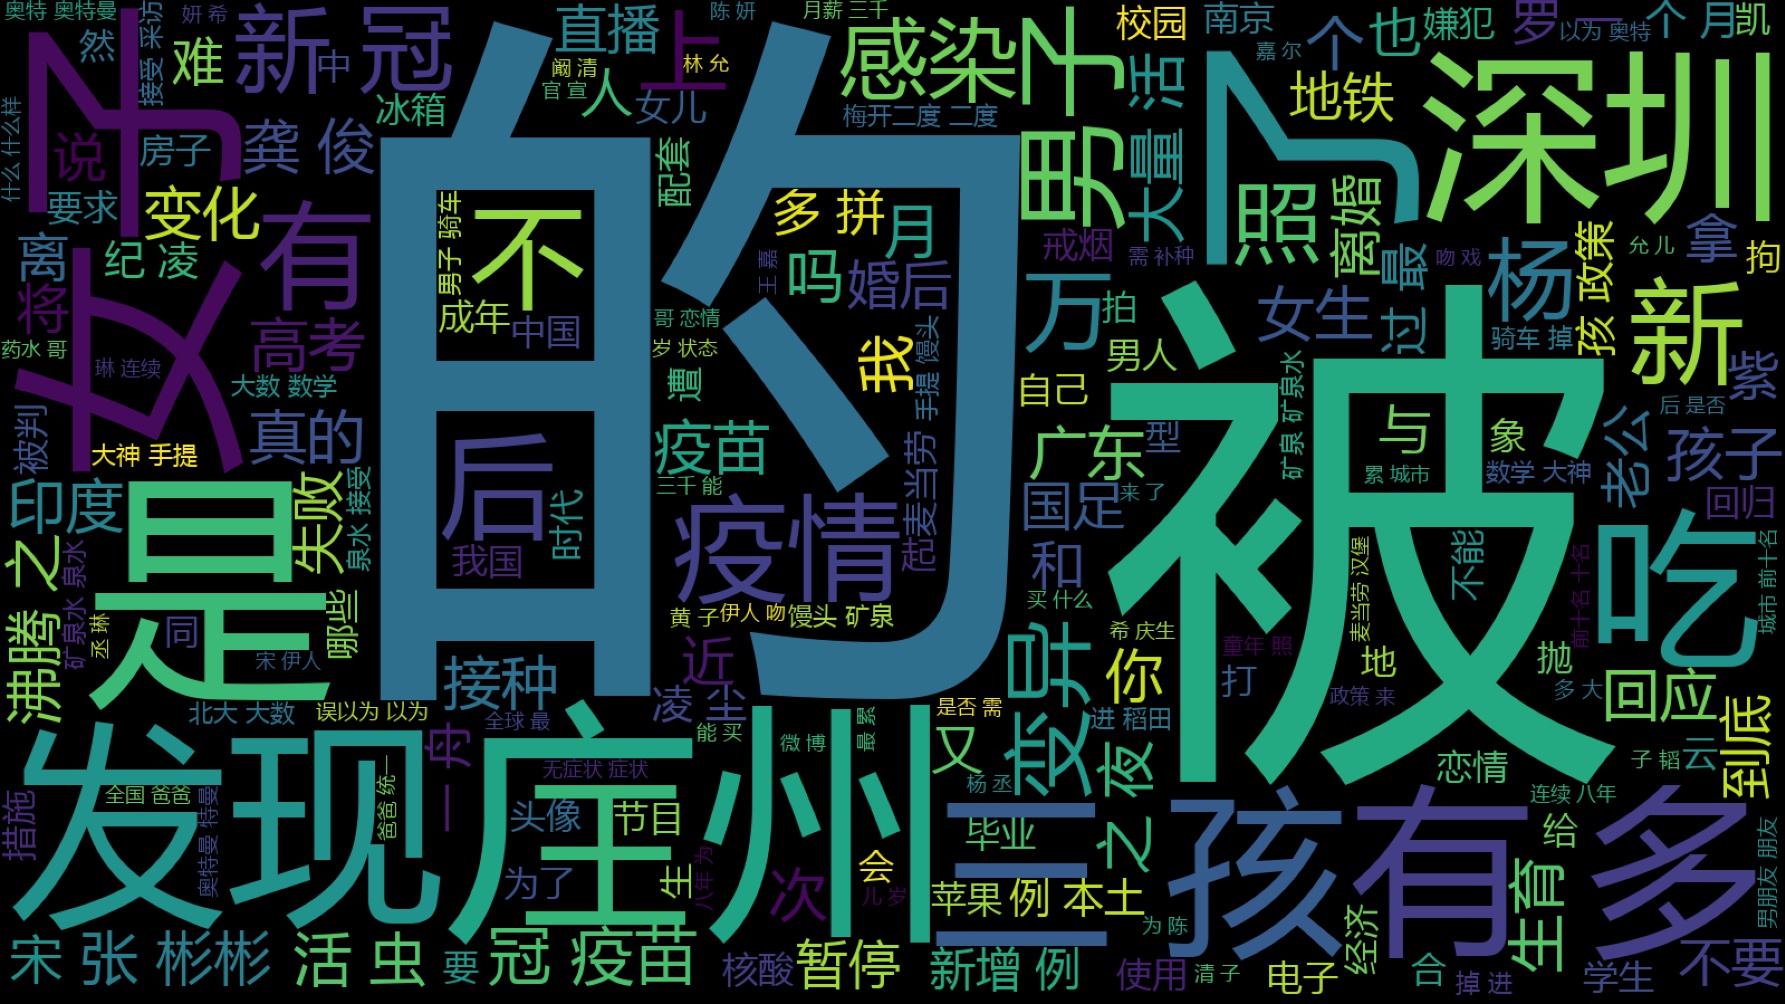 奥特 奥特曼
妍希
接受 采访
新冠
中
直播
上
陈妍
月薪 三千
感染
男子
校园
南京
个
也
嫌犯
罗一
以为 奥特
个月
凯
然
难
子
说
冰箱
阚清
官宣
人
林允
女儿
梅开二度 二度
活
嘉尔
地铁
了
深圳
什么 什么样
房子
龚俊
要求
变化
配套
大量
照
离婚
的
男子 骑车
不
多拼
月
戒烟
需 补种
最
吻戏
杨
政策
允儿
拿
拘
离
纪凌
有
王嘉
吗
婚后
万
女生
过
孩
新
将
高考
成年
中国
哥 恋情
我
手提 馒头
拍
骑车 掉
药水 哥
琳 连续
岁 状态
男人
紫
女
大数 数学
遭
自己
矿泉 矿泉水
后 是否
被判
真的
大神 手提
后
疫苗
麦当劳
广东
型
与
象
老公
孩子
累 城市
数学 大神
印度
是
失败
泉水 接受
三千 能
时代
疫情
国足
来了
被
回归
之
沸腾
矿泉水 泉水
我国
起
和
麦当劳 汉堡
不能
前十名 十名
吃
城市 前十名
丞琳
同
哪些
黄子
伊人 吻
馒头 矿泉
买 什么
希 庆生
童年 照
宋 伊人
接种
近
变异
你
打
地
抛
政策 来
多大
回应
北大 大数
误以为 以为
全球 最
凌尘
是否 需
进 稻田
到底
发现
一舟
能买
微博
最累
又
之夜
恋情
子韬
云
措施
全国 爸爸
爸爸 统一
奥特曼 特曼
无症状 症状
头像
节目
广州
杨丞
三
毕业
连续 八年
给
为了
生
八年 为
次
会
儿岁
苹果
例 本土
孩
有
多
生育
男朋友 朋友
为陈
宋
张
彬彬
活
虫
要
冠 疫苗
核酸
暂停
新增 例
使用
清子
电子
经济
合
掉进
学生
不要